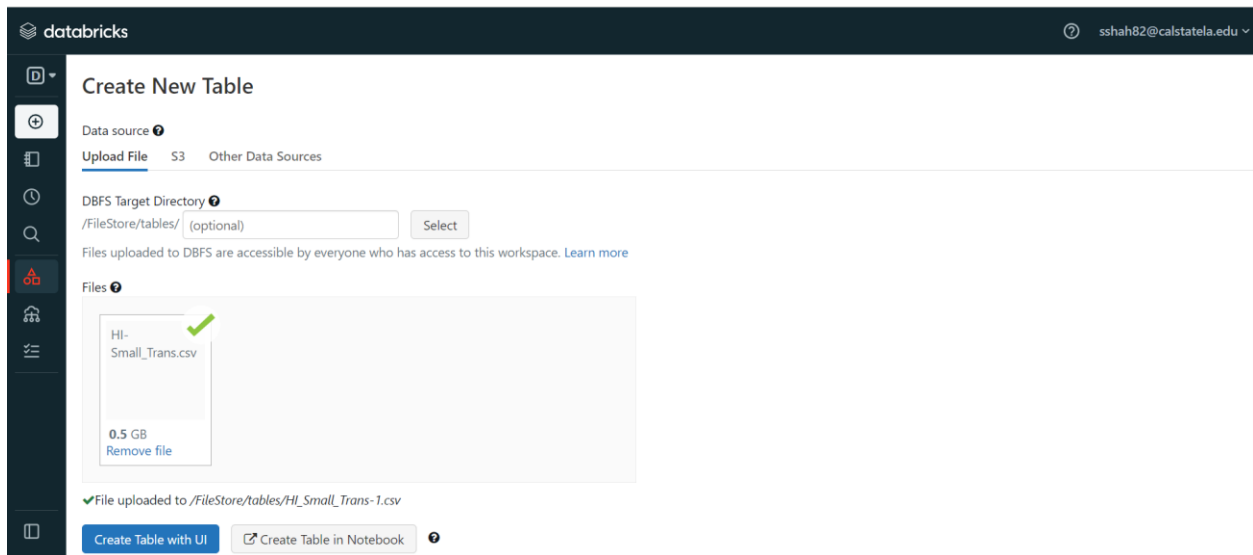 databricks
sshah82@calstatela.edu
D
Create New Table
Data source
Upload File S3 Other Data Sources
DBFS Target Directory
/FileStore/tables/ (optional) Select
Files uploaded to DBFS are accessible by everyone who has access to this workspace. Learn more
Files
HI-
Small_Trans.csv
0.5 GB
Remove file
File uploaded to /FileStore/tables/HI_Small_Trans-1.csv
Create Table with UI Create Table in Notebook